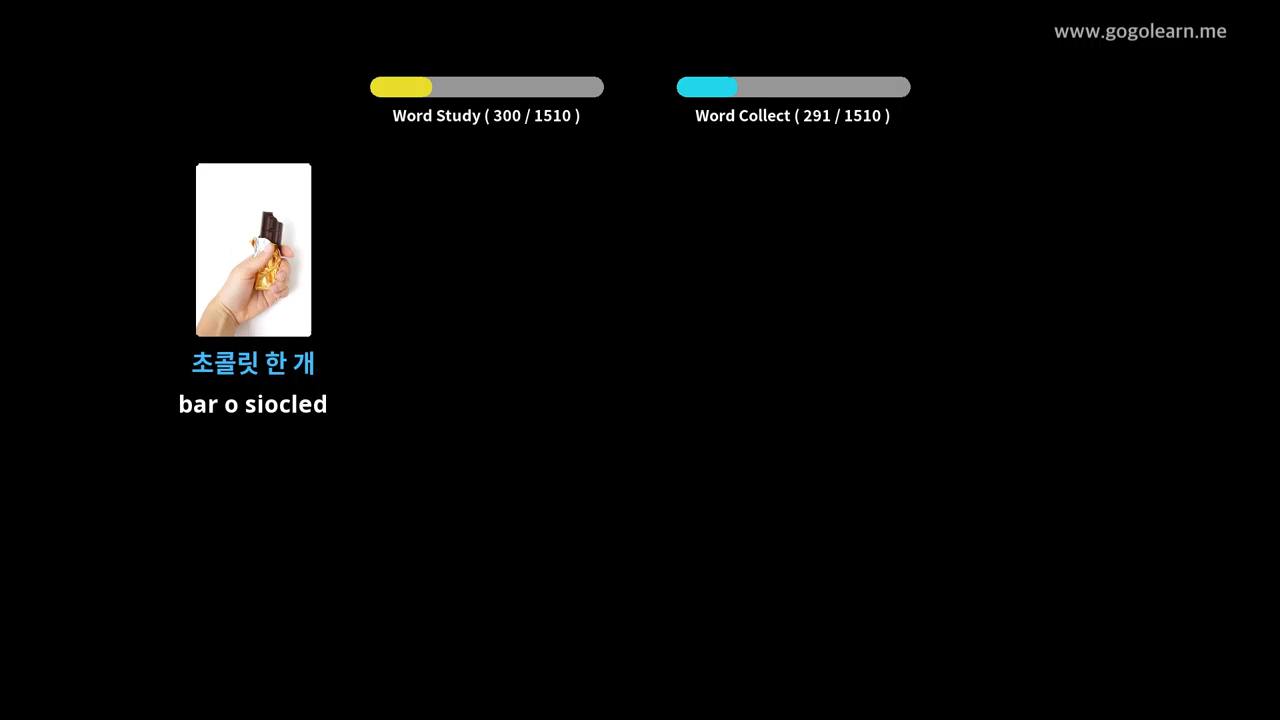 www.gogolearn.me
Word Study ( 300 / 1510 )
Word Collect ( 291 / 1510 )
초콜릿 한 개
bar o siocled